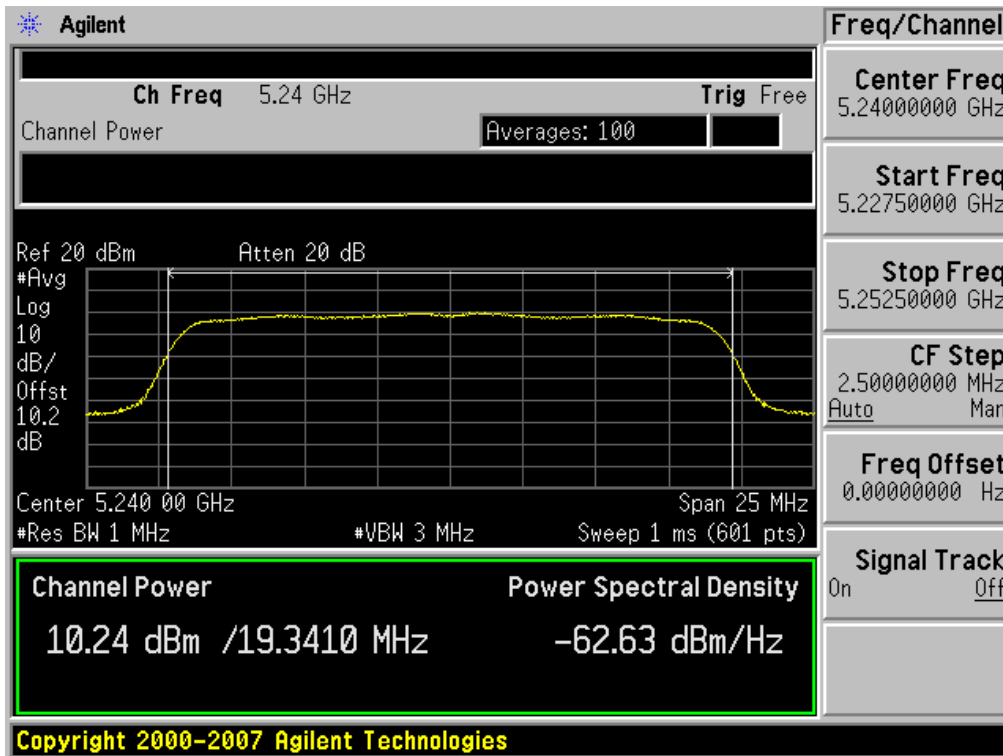 Agilent
Freq/Channel
Ch Freq 5.24 GHz Trig Free
Channel Power Averages: 100
Center Freq
5.24000000 GHz
Start Freq
5.22750000 GHz
Stop Freq
5.25250000 GHz
CF Step
2.50000000 MHz
Auto Man
Freq Offset
0.00000000 Hz
Signal Track
On Off
Ref 20 dBm Atten 20 dB
#Avg
Log
10
dB/
Offst
10.2
dB
Center 5.240 00 GHz Span 25 MHz
#Res BW 1 MHz #VBW 3 MHz Sweep 1 ms (601 pts)
Channel Power Power Spectral Density
10.24 dBm /19.3410 MHz -62.63 dBm/Hz
Copyright 2000-2007 Agilent Technologies